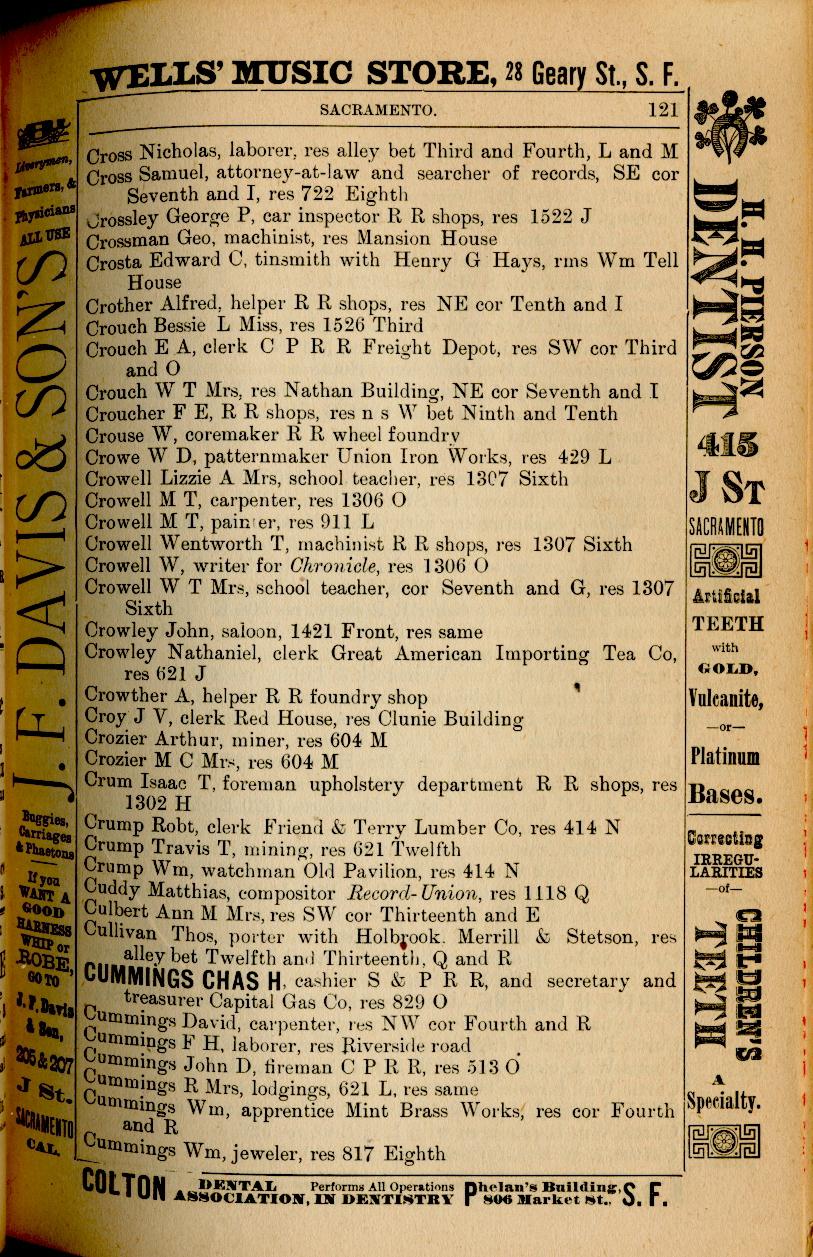 WELLS' MUSIC STORE, 28 Geary St., S. F.
SACRAMENTO. 121
Cross Nicholas, laborer, res alley bet Third and Fourth, L and M
Cross Samuel, attorney-at-law and searcher of records, SE cor
Seventh and I, res 722 Eighth
Crossley George P, car inspector R R shops, res 1522 J
Crossman Geo, machinist, res Mansion House
Crosta Edward C, tinsmith with Henry G Hays, rms Wm Tell
House
Crother Alfred, helper R R shops, res NE cor Tenth and I
Crouch Bessie L Miss, res 1526 Third
Crouch E A, clerk C P R R Freight Depot, res SW cor Third
and O
Crouch W T Mrs, res Nathan Building, NE cor Seventh and I
Croucher F E, R R shops, res n s W bet Ninth and Tenth
Crouse W, coremaker R R wheel foundry
Crowe W D, patternmaker Union Iron Works, res 429 L
Crowell Lizzie A Mrs, school teacher, res 1307 Sixth
Crowell M T, carpenter, res 1306 O
Crowell M T, painter, res 911 L
Crowell Wentworth T, machinist R R shops, res 1307 Sixth
Crowell W, writer for Chronicle, res 1306 O
Crowell W T Mrs, school teacher, cor Seventh and G, res 1307
Sixth
Crowley John, saloon, 1421 Front, res same
Crowley Nathaniel, clerk Great American Importing Tea Co,
res 621 J
Crowther A, helper R R foundry shop
Croy J V, clerk Red House, res Clunie Building
Crozier Arthur, miner, res 604 M
Crozier M C Mrs, res 604 M
Crum Isaac T, foreman upholstery department R R shops, res
1302 H
Crump Robt, clerk Friend & Terry Lumber Co, res 414 N
Crump Travis T, mining, res 621 Twelfth
Crump Wm, watchman Old Pavilion, res 414 N
Cuddy Matthias, compositor Record-Union, res 1118 Q
Culbert Ann M Mrs, res SW cor Thirteenth and E
Cullivan Thos, porter with Holbrook. Merrill & Stetson, res
alley bet Twelfth and Thirteenth, Q and R
CUMMINGS CHAS H, cashier S & P R R, and secretary and
treasurer Capital Gas Co, res 829 O
Cummings David, carpenter, res NW cor Fourth and R
Cummings F H, laborer, res Riverside road
Cummings John D, fireman C P R R, res 513 O
Cummings R Mrs, lodgings, 621 L, res same
Cummings Wm, apprentice Mint Brass Works, res cor Fourth
and R
Cummings Wm, jeweler, res 817 Eighth
Liverymen,
Farmers, &
Physicians
ALL USE
J. F. DAVIS & SON'S
Buggies,
Carriages
& Phaetons
If you
WANT A
GOOD
HARNESS
WHIP or
ROBE,
GO TO
J. F. Davis
& Son,
205 & 207
J St.
SACRAMENTO
CAL.
H. H. PIERSON
DENTIST
415
J ST
SACRAMENTO
Artificial
TEETH
with
GOLD,
Vulcanite,
—or—
Platinum
Bases.
Correcting
IRREGU-
LARITIES
—of—
CHILDREN'S
TEETH
A
Specialty.
COLTON DENTAL ASSOCIATION, Performs All Operations IN DENTISTRY Phelan's Building, 806 Market St., S. F.